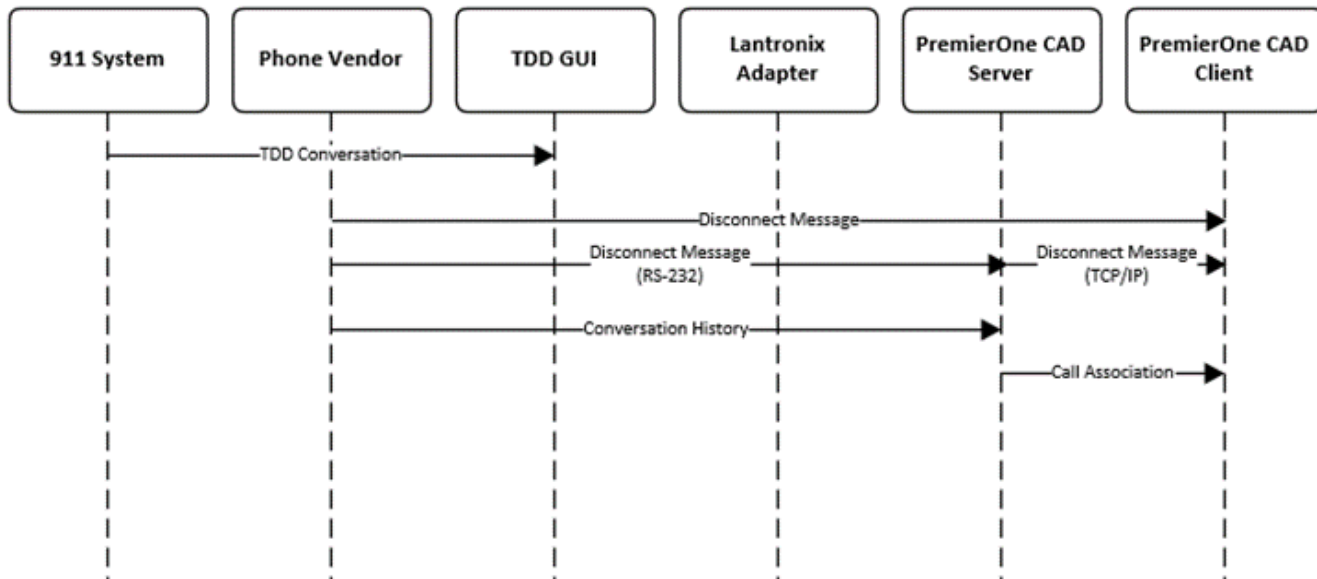 911 System
Phone Vendor
TDD GUI
Lantronix
Adapter
PremierOne CAD
Server
PremierOne CAD
Client
TDD Conversation
Disconnect Message
Disconnect Message
(RS-232)
Disconnect Message
(TCP/IP)
Conversation History
Call Association